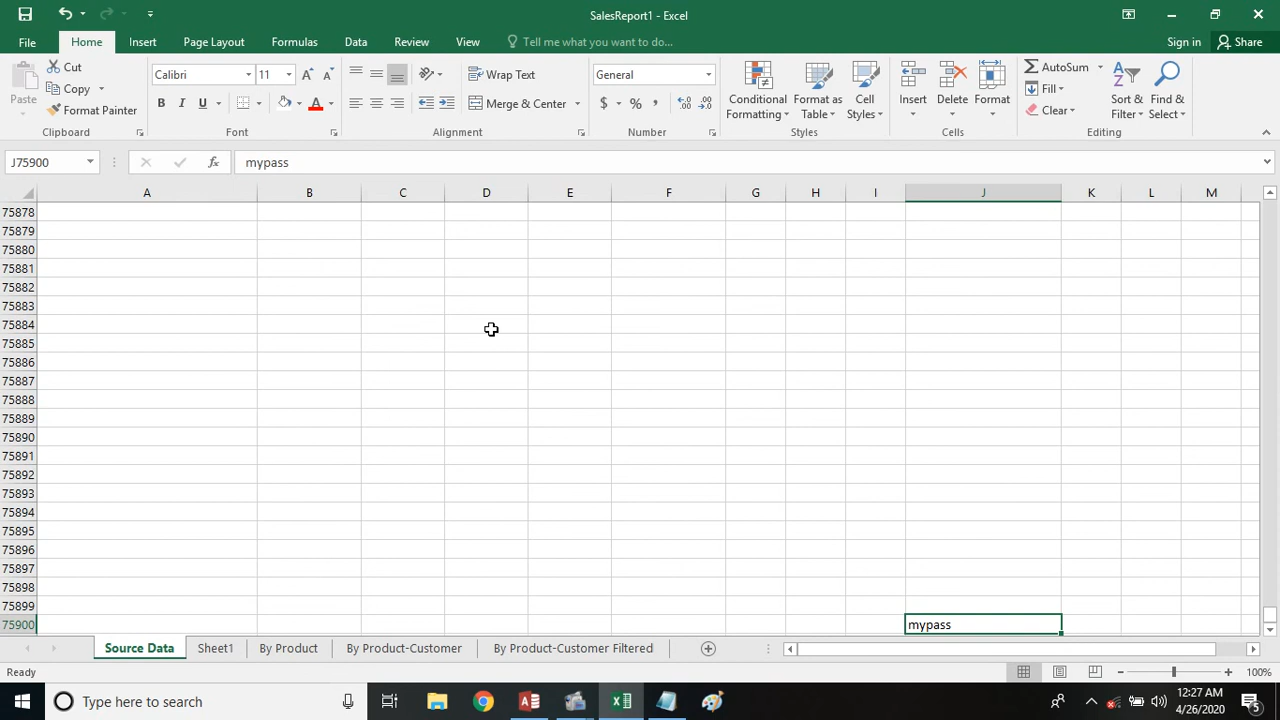 SalesReport1 - Excel
File Home Insert Page Layout Formulas Data Review View Tell me what you want to do... Sign in Share
Paste Cut Copy Format Painter Clipboard
Calibri 11 B I U A A A Font
Wrap Text Merge & Center Alignment
General $ % , Number
Conditional Formatting Format as Table Cell Styles Styles
Insert Delete Format Cells
AutoSum Fill Clear Sort & Filter Find & Select Editing
J75900 fx mypass
A B C D E F G H I J K L M
75878
75879
75880
75881
75882
75883
75884
75885
75886
75887
75888
75889
75890
75891
75892
75893
75894
75895
75896
75897
75898
75899
75900 mypass
Source Data Sheet1 By Product By Product-Customer By Product-Customer Filtered
Ready 100%
Type here to search 12:27 AM
4/26/2020 5